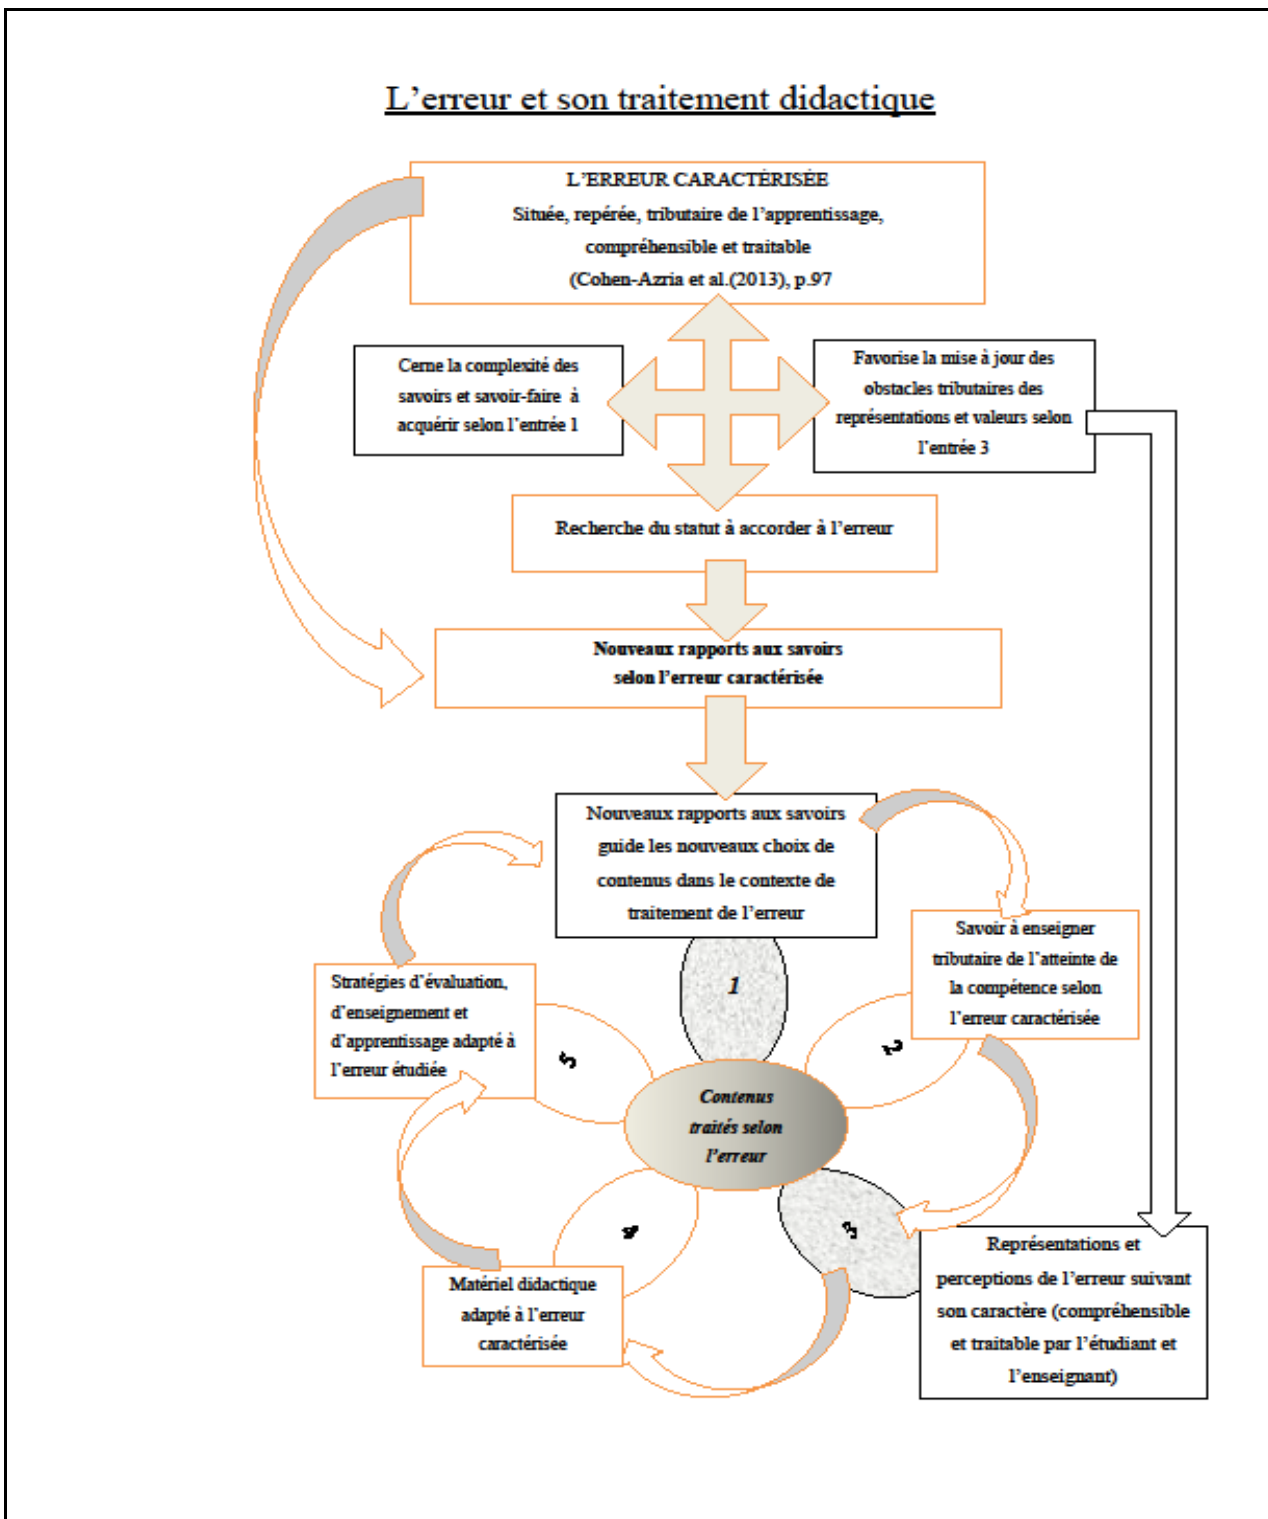 L'erreur et son traitement didactique
L'ERREUR CARACTÉRISÉE
Située, repérée, tributaire de l'apprentissage,
compréhensible et traitable
(Cohen-Azria et al.(2013), p.97
Cerne la complexité des
savoirs et savoir-faire à
acquérir selon l'entrée 1
Favorise la mise à jour des
obstacles tributaires des
représentations et valeurs selon
l'entrée 3
Recherche du statut à accorder à l'erreur
Nouveaux rapports aux savoirs
selon l'erreur caractérisée
Nouveaux rapports aux savoirs
guide les nouveaux choix de
contenus dans le contexte de
traitement de l'erreur
1
Savoir à enseigner
tributaire de l'atteinte de
la compétence selon
l'erreur caractérisée
2
Stratégies d'évaluation,
d'enseignement et
d'apprentissage adapté à
l'erreur étudiée
5
Contenus
traités selon
l'erreur
4
3
Matériel didactique
adapté à l'erreur
caractérisée
Représentations et
perceptions de l'erreur suivant
son caractère (compréhensible
et traitable par l'étudiant et
l'enseignant)